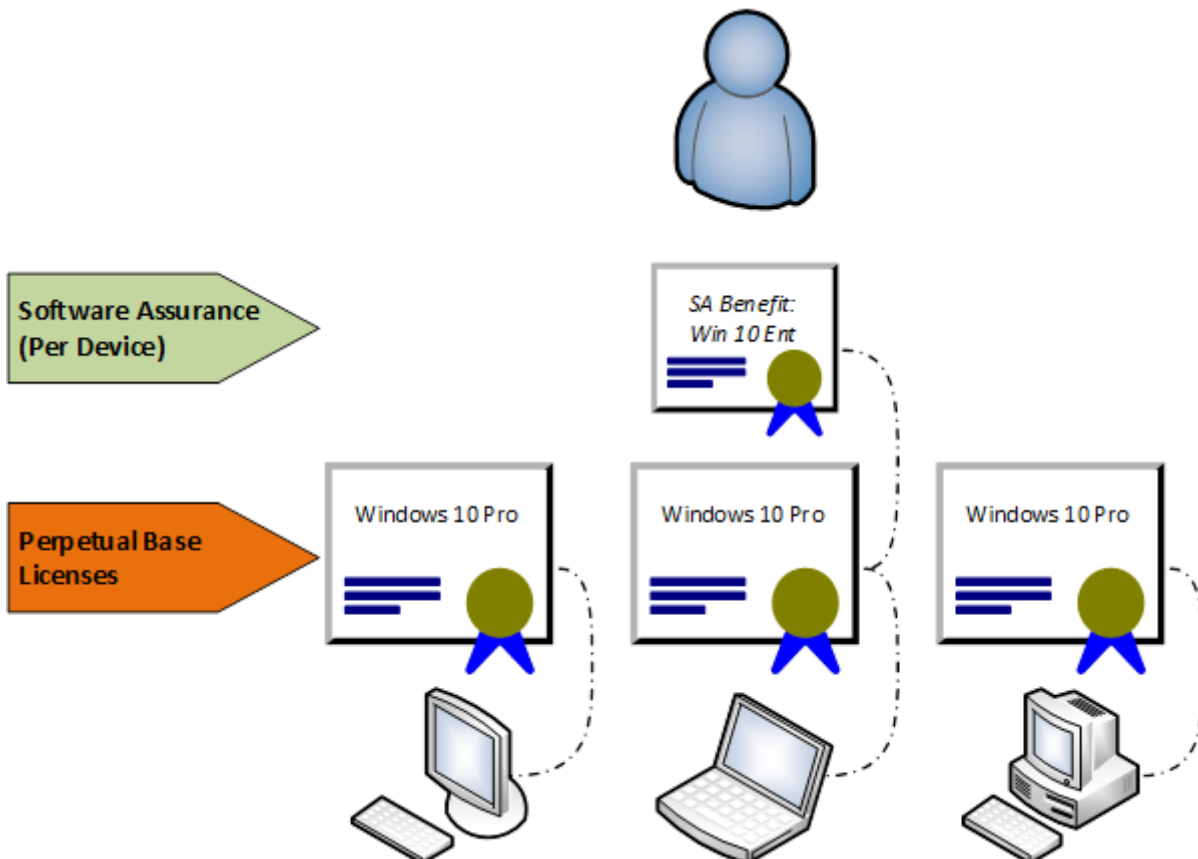 Software Assurance
(Per Device)
SA Benefit:
Win 10 Ent
Perpetual Base
Licenses
Windows 10 Pro
Windows 10 Pro
Windows 10 Pro